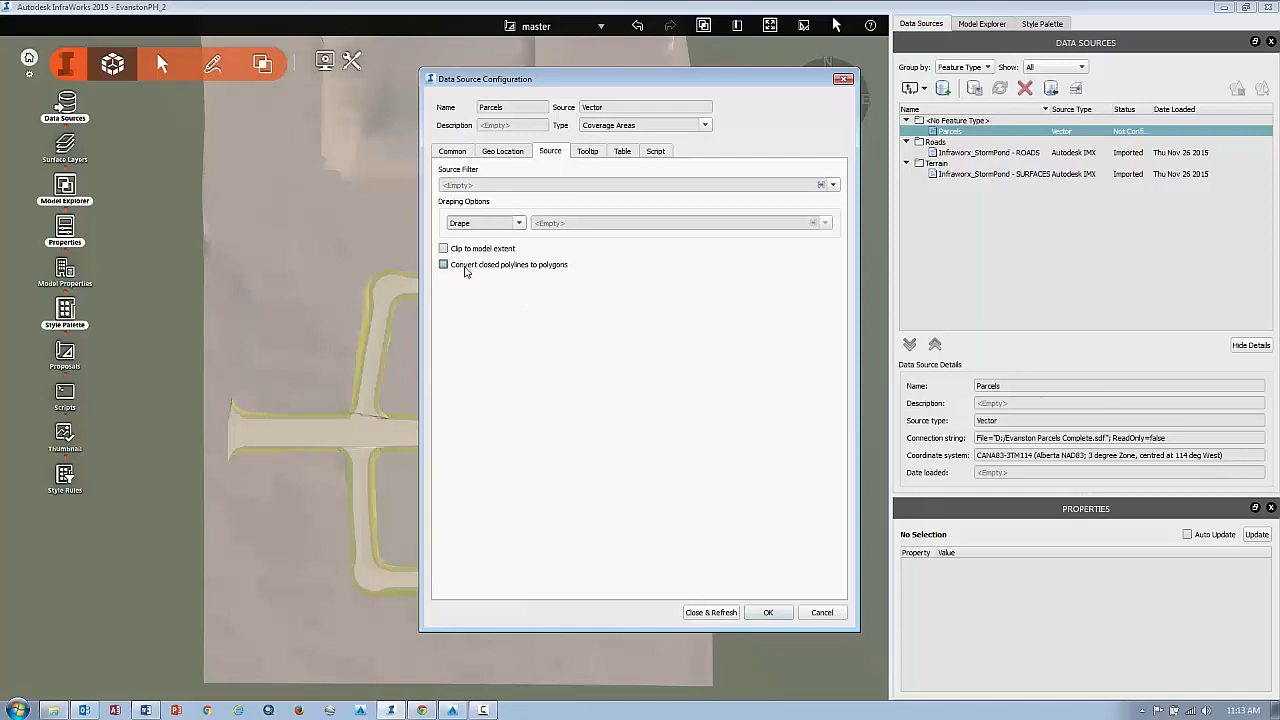 Autodesk InfraWorks 2015 - EvanstonPH_2
master
Data Sources
Surface Layers
Model Explorer
Properties
Model Properties
Style Palette
Proposals
Scripts
Thumbnail
Style Rules
Data Source Configuration
Name Parcels Source Vector
Description <Empty> Type Coverage Areas
Common Geo Location Source Tooltip Table Script
Source Filter
<Empty>
Draping Options
Drape <Empty>
Clip to model extent
Convert closed polylines to polygons
Close & Refresh OK Cancel
Data Sources Model Explorer Style Palette
DATA SOURCES
Group by: Feature Type Show: All
Name Source Type Status Date Loaded
<No Feature Type>
Parcels Vector Not Confi...
Roads
Infraworx_StormPond - ROADS Autodesk IMX Imported Thu Nov 26 2015
Terrain
Infraworx_StormPond - SURFACES Autodesk IMX Imported Thu Nov 26 2015
Hide Details
Data Source Details
Name: Parcels
Description: <Empty>
Source type: Vector
Connection string: File="D:/Evanston Parcels Complete.sdf"; ReadOnly=false
Coordinate system: CANA83-3TM114 (Alberta NAD83; 3 degree Zone, centred at 114 deg West)
Date loaded: <Empty>
PROPERTIES
No Selection Auto Update Update
Property Value
11:13 AM